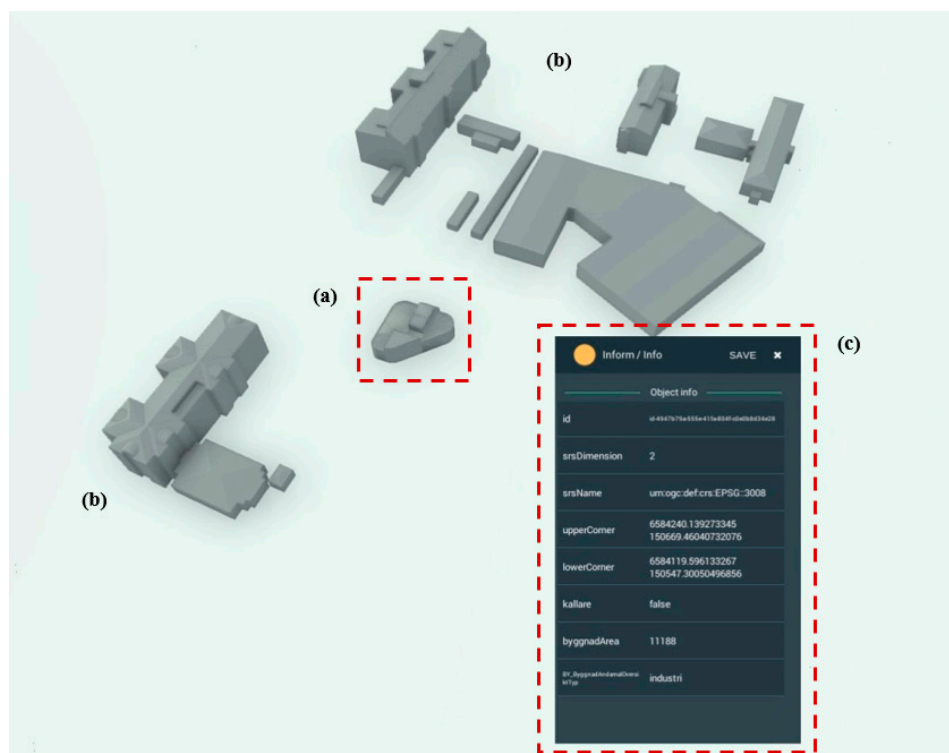 (b)
(a)
(c)
(b)
Inform / Info SAVE ✖
Object info
id
srsDimension 2
srsName urn:ogc:def:crs:EPSG::3008
upperCorner 6584240.139273345
150669.46040732076
lowerCorner 6584119.596133267
150547.30050496856
kallare false
byggnadArea 11188
industri